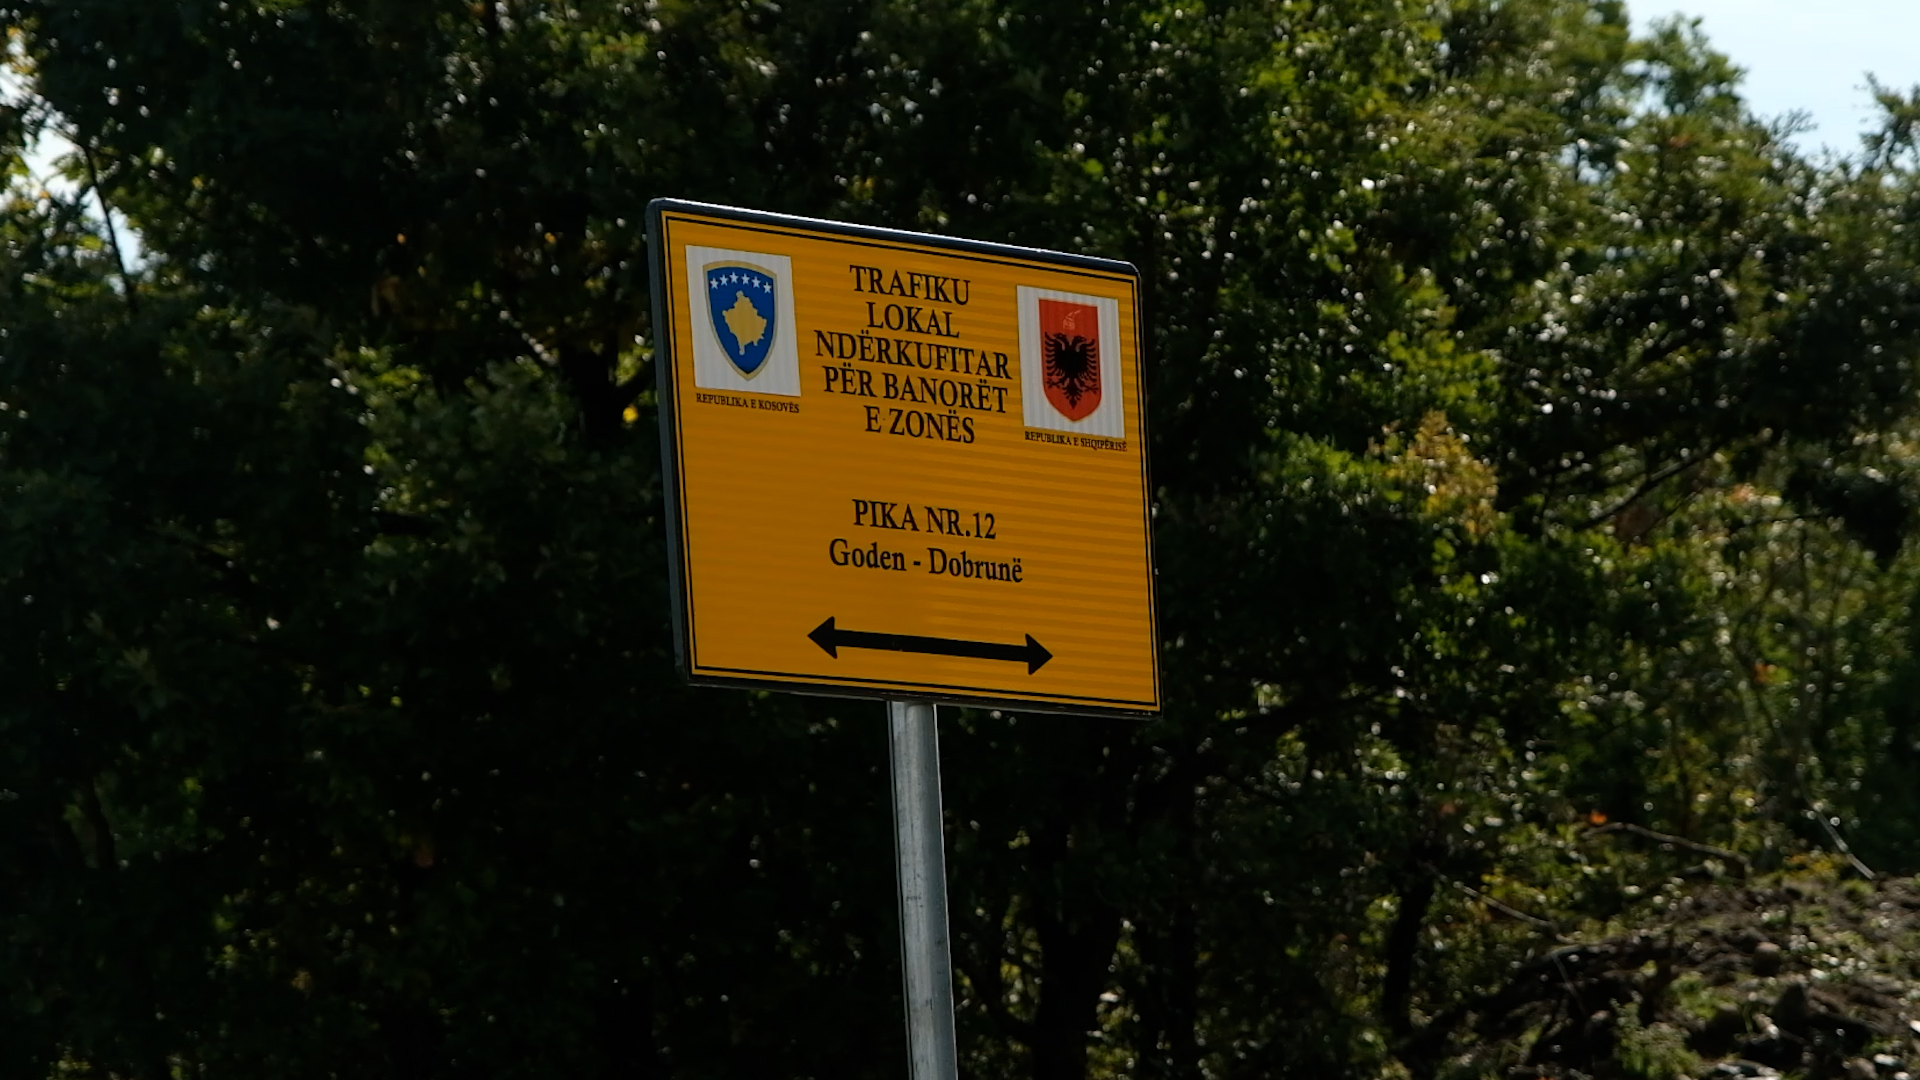 TRAFIKU
LOKAL
NDËRKUFITAR
PËR BANORËT
E ZONËS
REPUBLIKA E KOSOVËS
REPUBLIKA E SHQIPËRISË
PIKA NR.12
Goden - Dobrunë